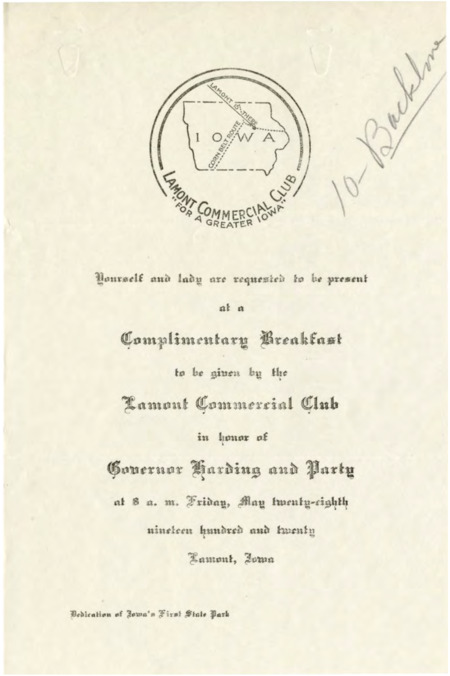 10- Backbone
LAMONT
IOWA
CORN BELT ROUTE
LAMONT COMMERCIAL CLUB
"FOR A GREATER IOWA"
Yourself and lady are requested to be present
at a
Complimentary Breakfast
to be given by the
Lamont Commercial Club
in honor of
Governor Harding and Party
at 8 a. m. Friday, May twenty-eighth
nineteen hundred and twenty
Lamont, Iowa
Dedication of Iowa's First State Park